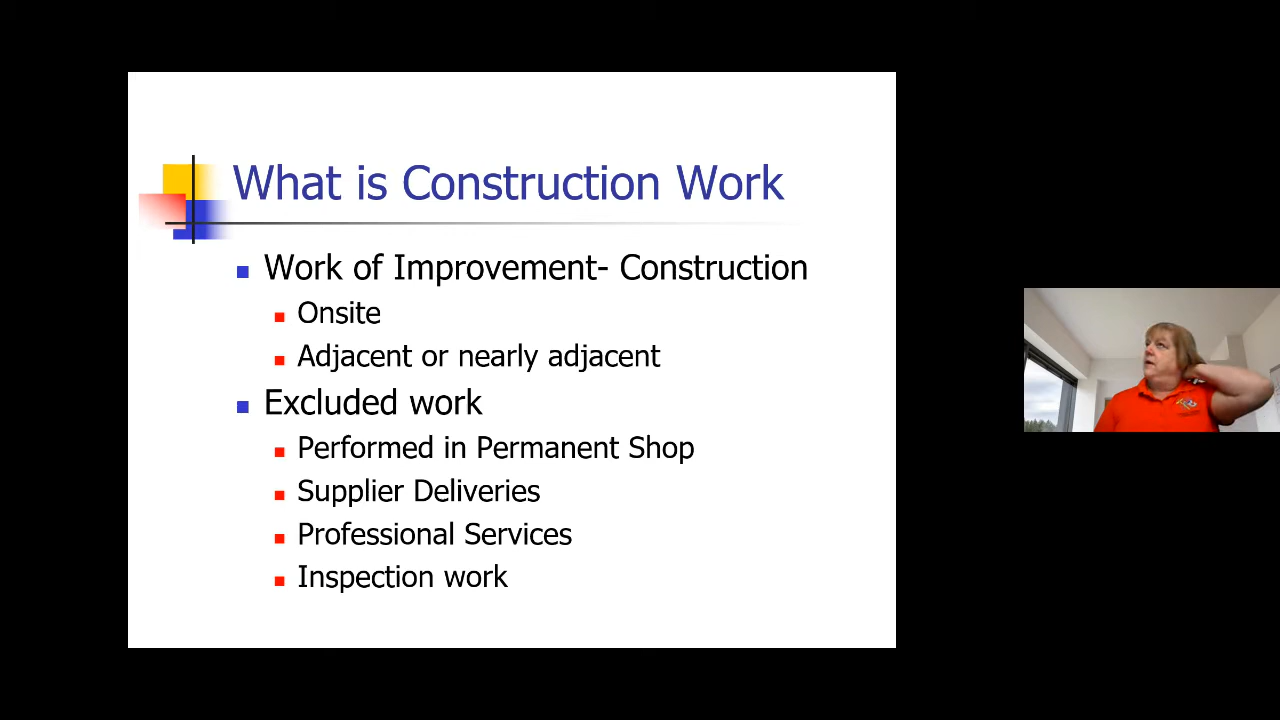 What is Construction Work
Work of Improvement- Construction
Onsite
Adjacent or nearly adjacent
Excluded work
Performed in Permanent Shop
Supplier Deliveries
Professional Services
Inspection work